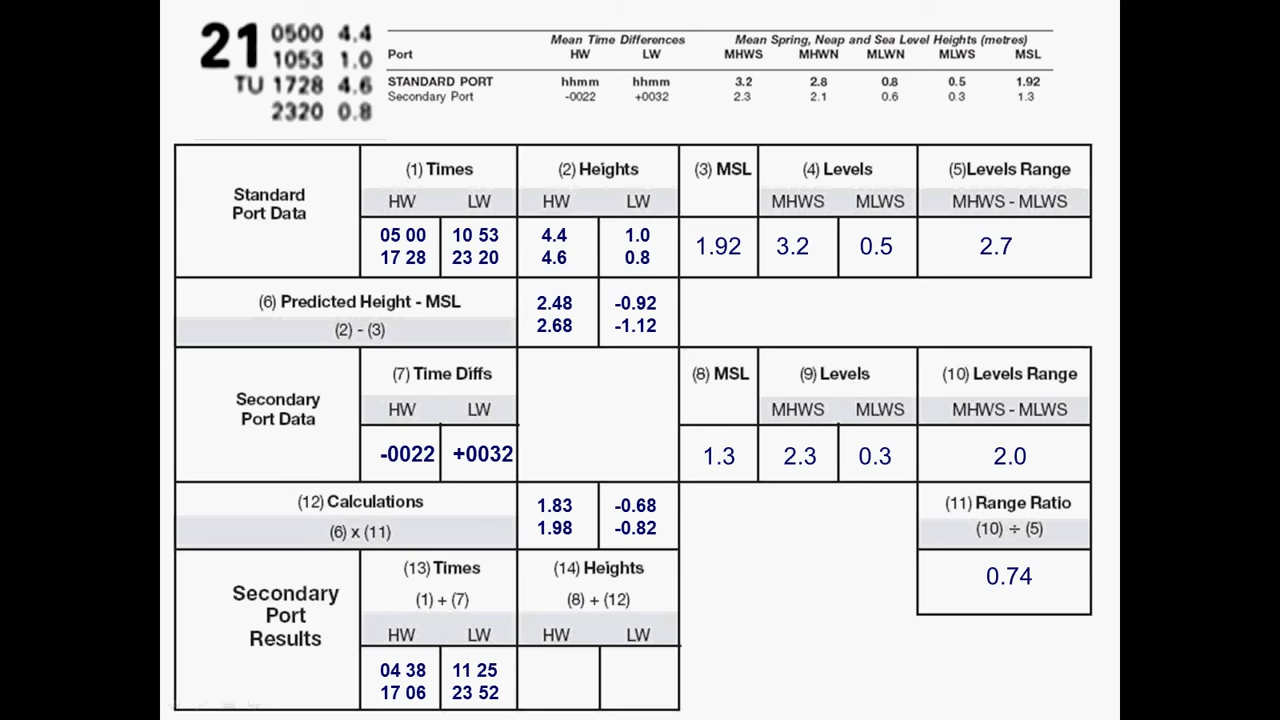 21 0500 4.4
1053 1.0
TU 1728 4.6
2320 0.8
Mean Time Differences Mean Spring, Neap and Sea Level Heights (metres)
Port HW LW MHWS MHWN MLWN MLWS MSL
STANDARD PORT hhmm hhmm 3.2 2.8 0.8 0.5 1.92
Secondary Port -0022 +0032 2.3 2.1 0.6 0.3 1.3
Standard
Port Data
(1) Times
HW LW
05 00 10 53
17 28 23 20
(2) Heights
HW LW
4.4 1.0
4.6 0.8
(3) MSL
1.92
(4) Levels
MHWS MLWS
3.2 0.5
(5)Levels Range
MHWS - MLWS
2.7
(6) Predicted Height - MSL
(2) - (3)
2.48 -0.92
2.68 -1.12
Secondary
Port Data
(7) Time Diffs
HW LW
-0022 +0032
(8) MSL
1.3
(9) Levels
MHWS MLWS
2.3 0.3
(10) Levels Range
MHWS - MLWS
2.0
(12) Calculations
(6) x (11)
1.83 -0.68
1.98 -0.82
(11) Range Ratio
(10) ÷ (5)
0.74
Secondary
Port
Results
(13) Times
(1) + (7)
HW LW
04 38 11 25
17 06 23 52
(14) Heights
(8) + (12)
HW LW